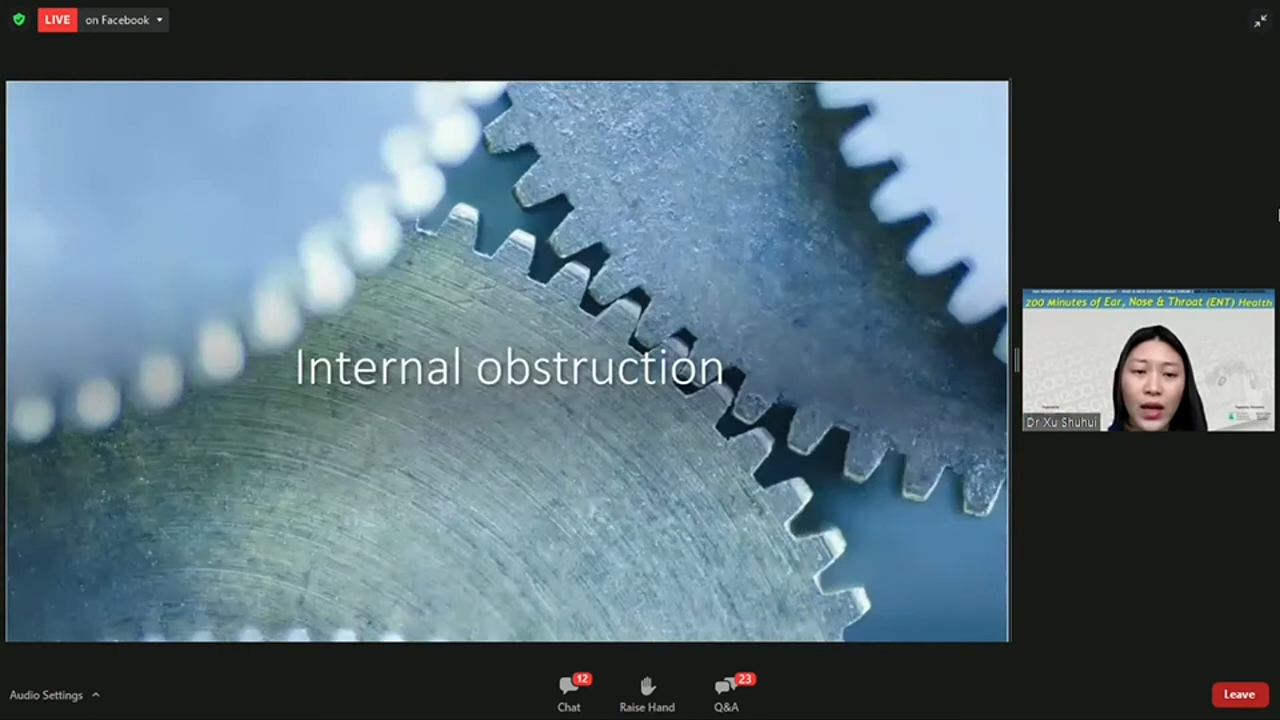 LIVE on Facebook
Internal obstruction
200 Minutes of Ear, Nose & Throat (ENT) Health
Dr Xu Shuhui
Audio Settings
12
23
Chat
Raise Hand
Q&A
Leave